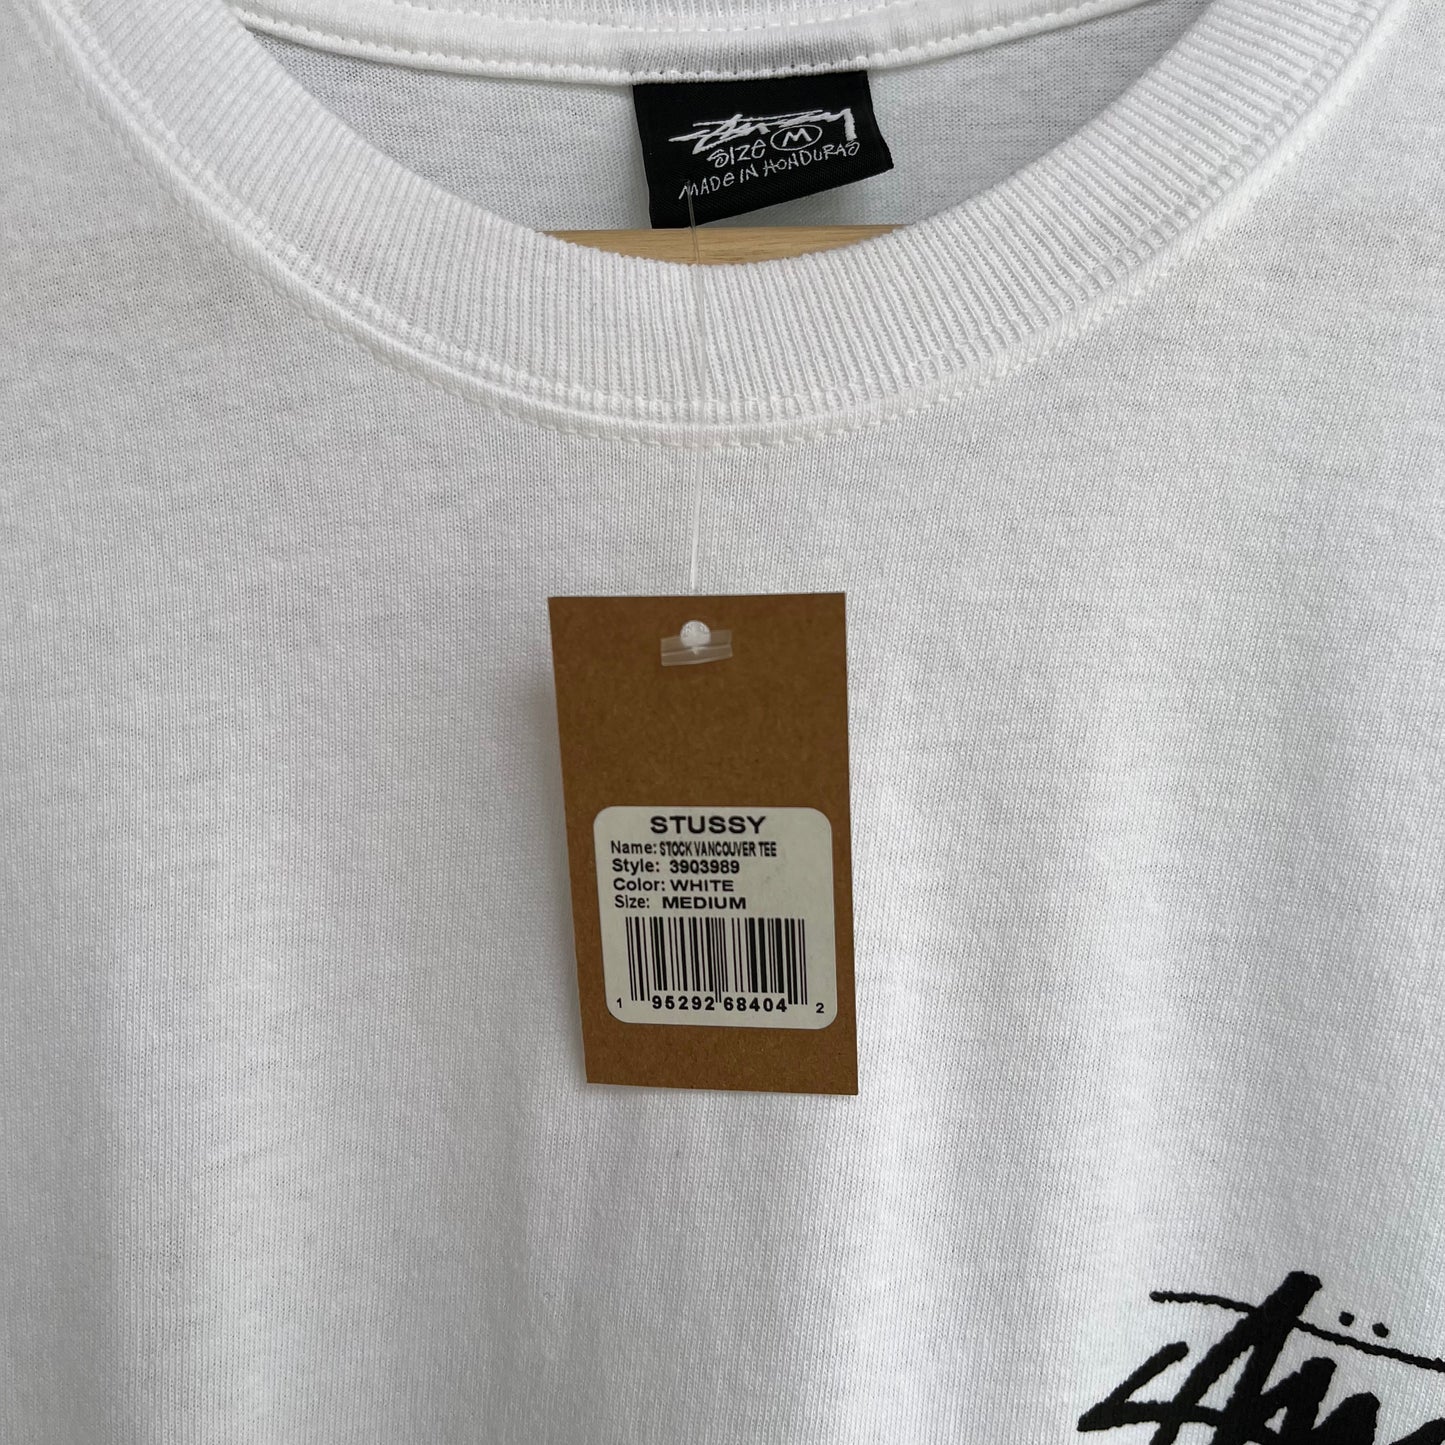 Stüssy
SIZE M
MADE IN HONDURAS
STUSSY
Name: STOCK VANCOUVER TEE
Style: 3903989
Color: WHITE
Size: MEDIUM
1 95292 68404 2